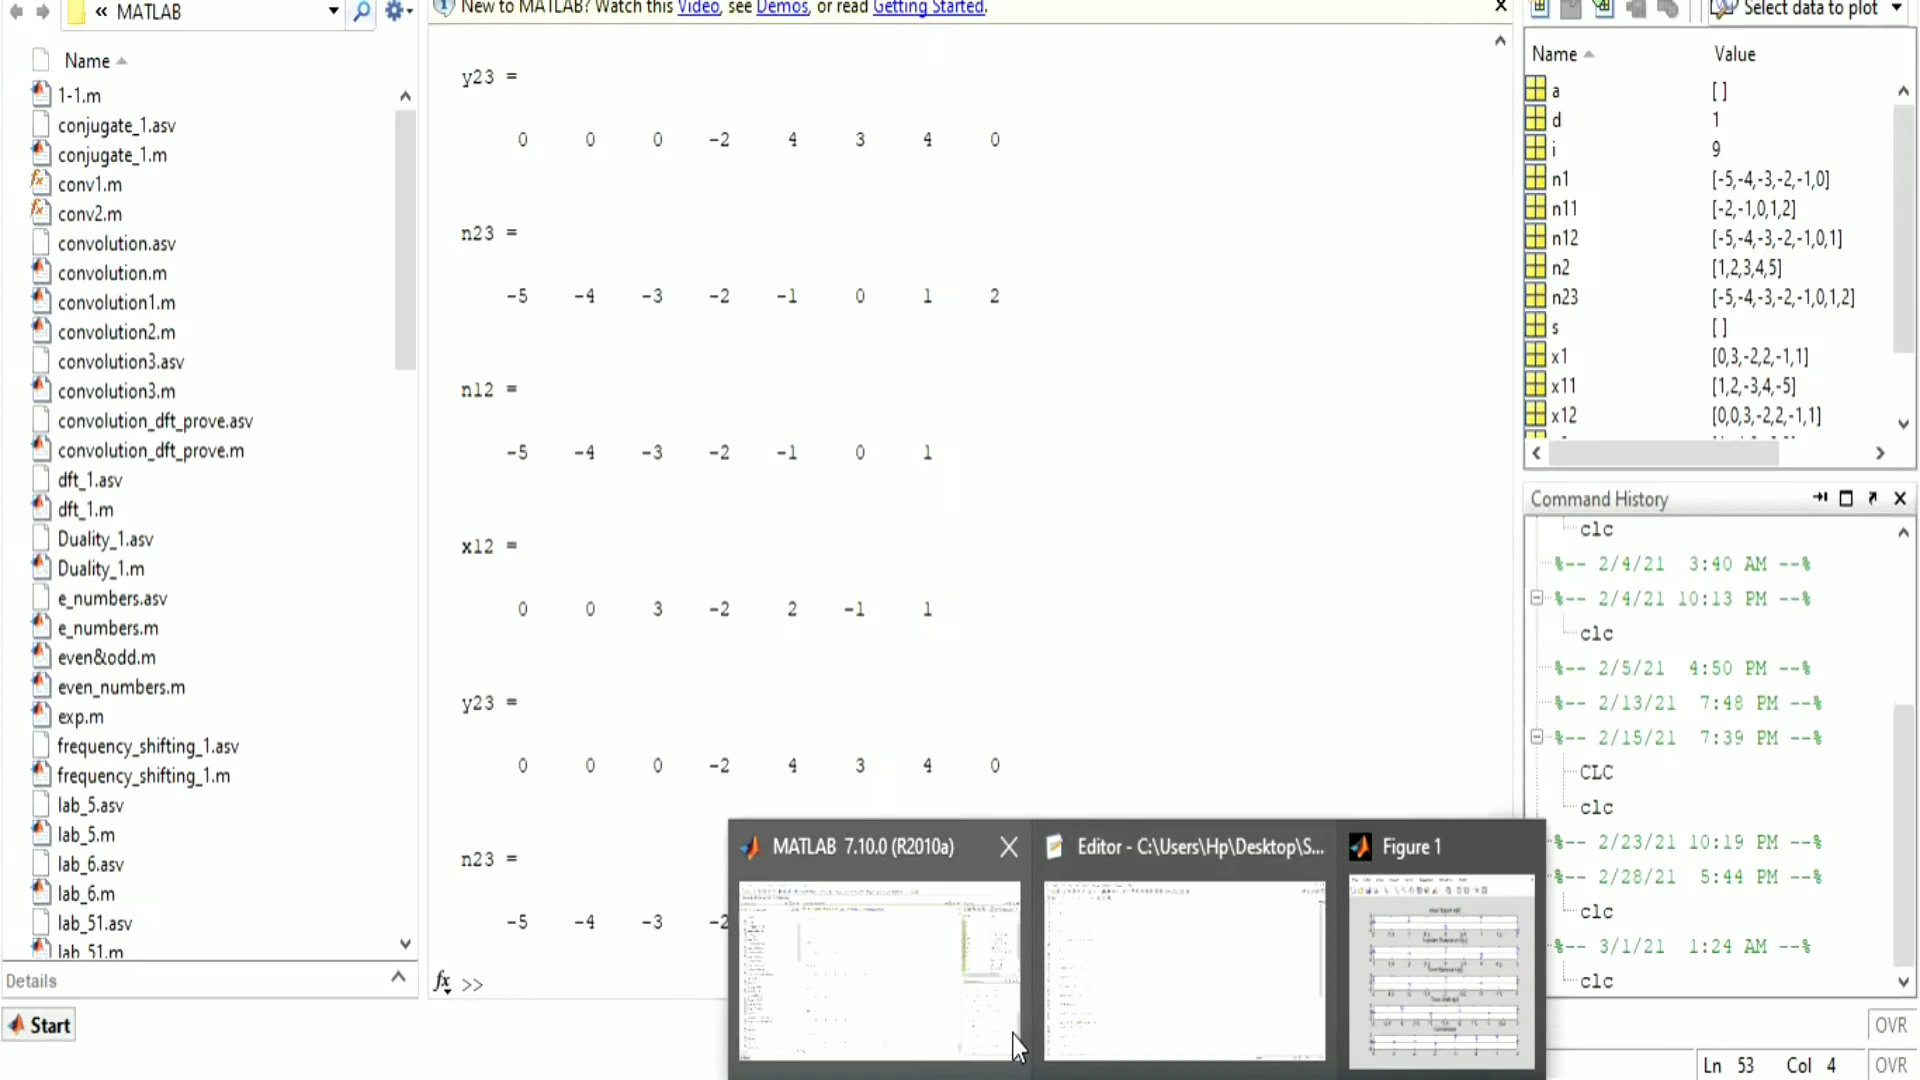 « MATLAB
Name
1-1.m
conjugate_1.asv
conjugate_1.m
conv1.m
conv2.m
convolution.asv
convolution.m
convolution1.m
convolution2.m
convolution3.asv
convolution3.m
convolution_dft_prove.asv
convolution_dft_prove.m
dft_1.asv
dft_1.m
Duality_1.asv
Duality_1.m
e_numbers.asv
e_numbers.m
even&odd.m
even_numbers.m
exp.m
frequency_shifting_1.asv
frequency_shifting_1.m
lab_5.asv
lab_5.m
lab_6.asv
lab_6.m
lab_51.asv
lab_51.m
Details
Start
New to MATLAB? Watch this Video, see Demos, or read Getting Started.
y23 =
0 0 0 -2 4 3 4 0
n23 =
-5 -4 -3 -2 -1 0 1 2
n12 =
-5 -4 -3 -2 -1 0 1
x12 =
0 0 3 -2 2 -1 1
y23 =
0 0 0 -2 4 3 4 0
n23 =
-5 -4 -3 -2
fx >>
MATLAB 7.10.0 (R2010a)
Editor - C:\Users\Hp\Desktop\S...
Figure 1
Select data to plot
Name Value
a [ ]
d 1
i 9
n1 [-5,-4,-3,-2,-1,0]
n11 [-2,-1,0,1,2]
n12 [-5,-4,-3,-2,-1,0,1]
n2 [1,2,3,4,5]
n23 [-5,-4,-3,-2,-1,0,1,2]
s [ ]
x1 [0,3,-2,2,-1,1]
x11 [1,2,-3,4,-5]
x12 [0,0,3,-2,2,-1,1]
Command History
clc
%-- 2/4/21 3:40 AM --%
%-- 2/4/21 10:13 PM --%
clc
%-- 2/5/21 4:50 PM --%
%-- 2/13/21 7:48 PM --%
%-- 2/15/21 7:39 PM --%
CLC
clc
%-- 2/23/21 10:19 PM --%
%-- 2/28/21 5:44 PM --%
clc
%-- 3/1/21 1:24 AM --%
clc
OVR
Ln 53 Col 4 OVR